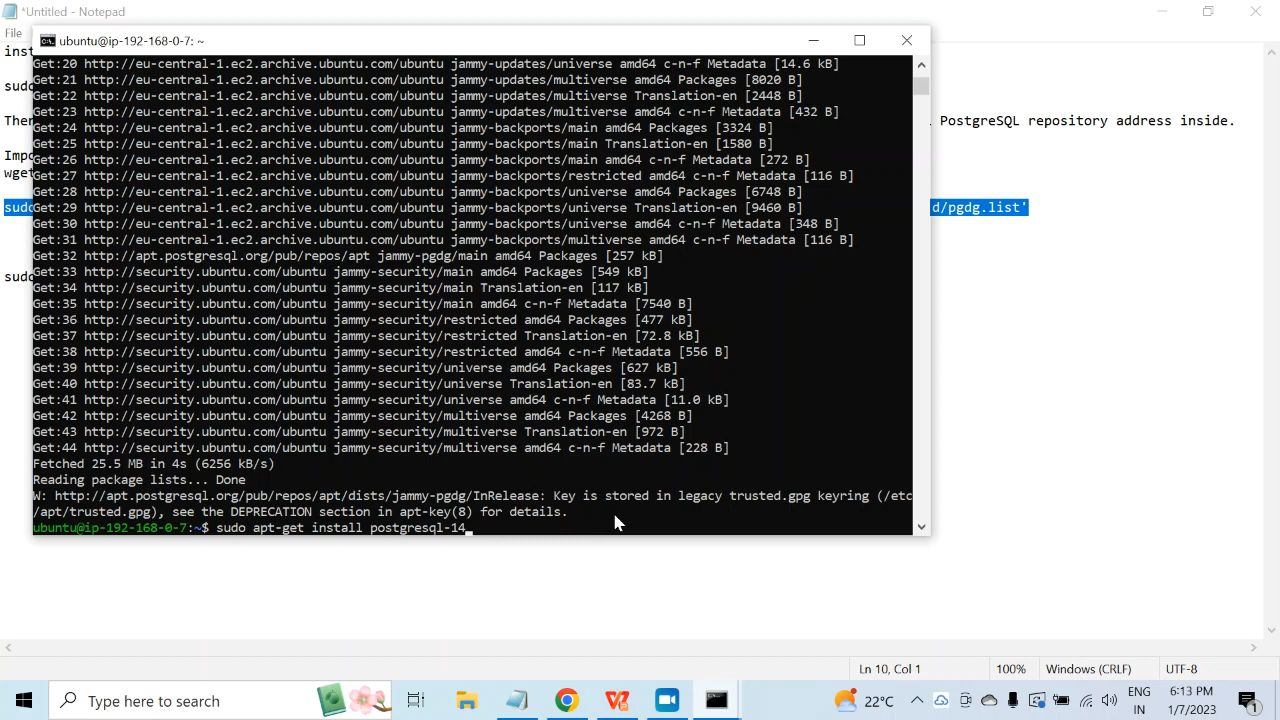 *Untitled - Notepad
File
inst
sudo
Ther
PostgreSQL repository address inside.
Impo
wget
sudo
d/pgdg.list’
sudo
ubuntu@ip-192-168-0-7: ~
Get:20 http://eu-central-1.ec2.archive.ubuntu.com/ubuntu jammy-updates/universe amd64 c-n-f Metadata [14.6 kB]
Get:21 http://eu-central-1.ec2.archive.ubuntu.com/ubuntu jammy-updates/multiverse amd64 Packages [8020 B]
Get:22 http://eu-central-1.ec2.archive.ubuntu.com/ubuntu jammy-updates/multiverse Translation-en [2448 B]
Get:23 http://eu-central-1.ec2.archive.ubuntu.com/ubuntu jammy-updates/multiverse amd64 c-n-f Metadata [432 B]
Get:24 http://eu-central-1.ec2.archive.ubuntu.com/ubuntu jammy-backports/main amd64 Packages [3324 B]
Get:25 http://eu-central-1.ec2.archive.ubuntu.com/ubuntu jammy-backports/main Translation-en [1580 B]
Get:26 http://eu-central-1.ec2.archive.ubuntu.com/ubuntu jammy-backports/main amd64 c-n-f Metadata [272 B]
Get:27 http://eu-central-1.ec2.archive.ubuntu.com/ubuntu jammy-backports/restricted amd64 c-n-f Metadata [116 B]
Get:28 http://eu-central-1.ec2.archive.ubuntu.com/ubuntu jammy-backports/universe amd64 Packages [6748 B]
Get:29 http://eu-central-1.ec2.archive.ubuntu.com/ubuntu jammy-backports/universe Translation-en [9460 B]
Get:30 http://eu-central-1.ec2.archive.ubuntu.com/ubuntu jammy-backports/universe amd64 c-n-f Metadata [348 B]
Get:31 http://eu-central-1.ec2.archive.ubuntu.com/ubuntu jammy-backports/multiverse amd64 c-n-f Metadata [116 B]
Get:32 http://apt.postgresql.org/pub/repos/apt jammy-pgdg/main amd64 Packages [257 kB]
Get:33 http://security.ubuntu.com/ubuntu jammy-security/main amd64 Packages [549 kB]
Get:34 http://security.ubuntu.com/ubuntu jammy-security/main Translation-en [117 kB]
Get:35 http://security.ubuntu.com/ubuntu jammy-security/main amd64 c-n-f Metadata [7540 B]
Get:36 http://security.ubuntu.com/ubuntu jammy-security/restricted amd64 Packages [477 kB]
Get:37 http://security.ubuntu.com/ubuntu jammy-security/restricted Translation-en [72.8 kB]
Get:38 http://security.ubuntu.com/ubuntu jammy-security/restricted amd64 c-n-f Metadata [556 B]
Get:39 http://security.ubuntu.com/ubuntu jammy-security/universe amd64 Packages [627 kB]
Get:40 http://security.ubuntu.com/ubuntu jammy-security/universe Translation-en [83.7 kB]
Get:41 http://security.ubuntu.com/ubuntu jammy-security/universe amd64 c-n-f Metadata [11.0 kB]
Get:42 http://security.ubuntu.com/ubuntu jammy-security/multiverse amd64 Packages [4268 B]
Get:43 http://security.ubuntu.com/ubuntu jammy-security/multiverse Translation-en [972 B]
Get:44 http://security.ubuntu.com/ubuntu jammy-security/multiverse amd64 c-n-f Metadata [228 B]
Fetched 25.5 MB in 4s (6256 kB/s)
Reading package lists... Done
W: http://apt.postgresql.org/pub/repos/apt/dists/jammy-pgdg/InRelease: Key is stored in legacy trusted.gpg keyring (/etc
/apt/trusted.gpg), see the DEPRECATION section in apt-key(8) for details.
ubuntu@ip-192-168-0-7:~$ sudo apt-get install postgresql-14
Ln 10, Col 1
100%
Windows (CRLF)
UTF-8
Type here to search
22°C
ENG
IN
6:13 PM
1/7/2023
1